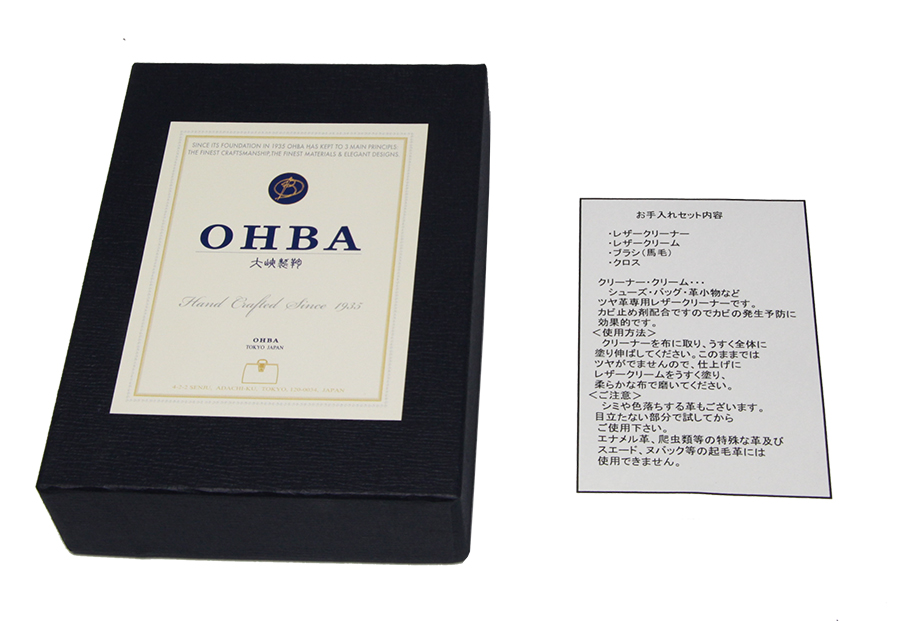 SINCE ITS FOUNDATION IN 1935 OHBA HAS KEPT TO 3 MAIN PRINCIPLS:
THE FINEST CRAFTSMANSHIP, THE FINEST MATERIALS & ELEGANT DESIGNS.
OHBA
大峽製鞄
Hand Crafted Since 1935
OHBA
TOKYO JAPAN
ADACHI-KU, TOKYO, JAPAN
お手入れセット内容
・レザークリーナー
・レザークリーム
・ブラシ(馬毛)
・クロス
クリーナー・クリーム・・・
シューズ・バッグ・革小物など
ツヤ革専用レザークリーナーです。
カビ止め剤配合ですのでカビの発生予防に
効果的です。
＜使用方法＞
クリーナーを布に取り、うすく全体に
塗り伸ばしてください。このままでは
ツヤがでませんので、仕上げに
レザークリームをうすく塗り、
柔らかな布で磨いてください。
＜ご注意＞
シミや色落ちする革もございます。
目立たない部分で試してから
ご使用下さい。
エナメル革、爬虫類等の特殊な革及び
スエード、ヌバック等の起毛革には
使用できません。